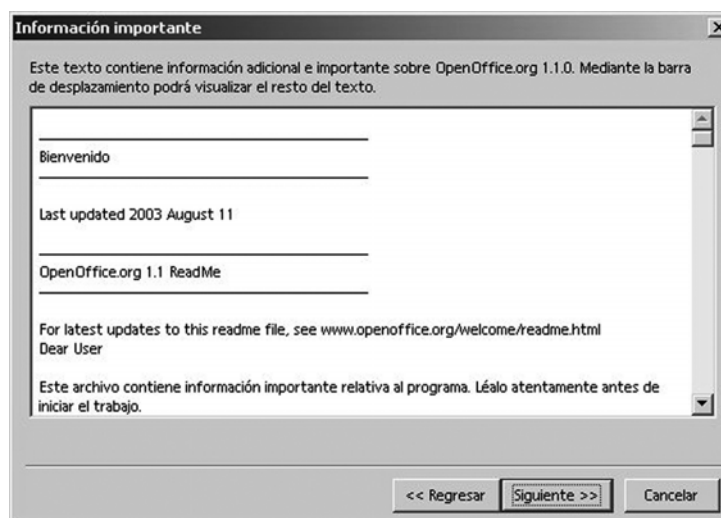 Información importante
Este texto contiene información adicional e importante sobre OpenOffice.org 1.1.0. Mediante la barra
de desplazamiento podrá visualizar el resto del texto.
Bienvenido
Last updated 2003 August 11
OpenOffice.org 1.1 ReadMe
For latest updates to this readme file, see www.openoffice.org/welcome/readme.html
Dear User
Este archivo contiene información importante relativa al programa. Léalo atentamente antes de
iniciar el trabajo.
<< Regresar
Siguiente >>
Cancelar